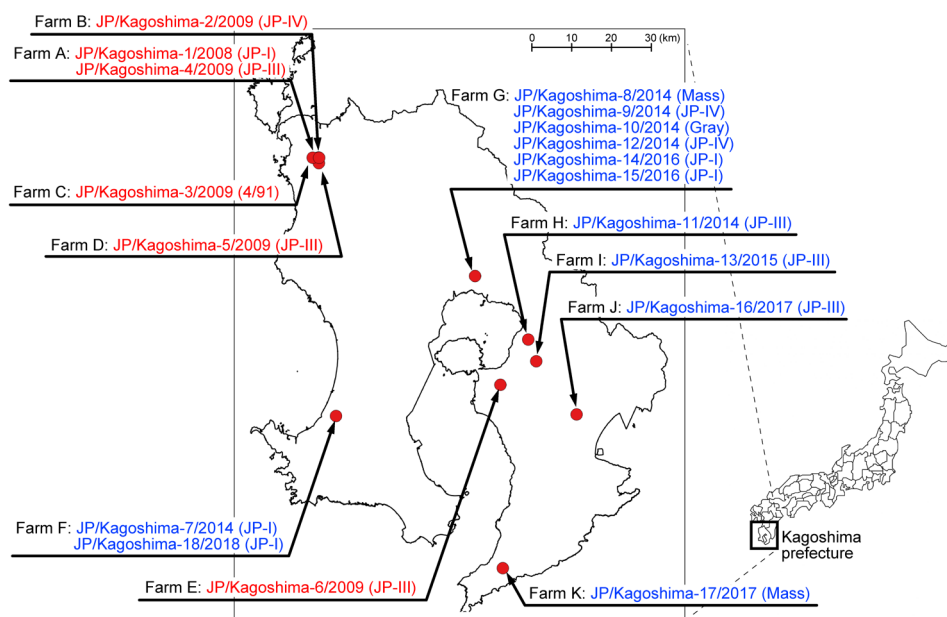 Farm B: JP/Kagoshima-2/2009 (JP-IV)
Farm A: JP/Kagoshima-1/2008 (JP-I)
JP/Kagoshima-4/2009 (JP-III)
0 10 20 30 (km)
Farm G: JP/Kagoshima-8/2014 (Mass)
JP/Kagoshima-9/2014 (JP-IV)
JP/Kagoshima-10/2014 (Gray)
JP/Kagoshima-12/2014 (JP-IV)
JP/Kagoshima-14/2016 (JP-I)
JP/Kagoshima-15/2016 (JP-I)
Farm C: JP/Kagoshima-3/2009 (4/91)
Farm H: JP/Kagoshima-11/2014 (JP-III)
Farm D: JP/Kagoshima-5/2009 (JP-III)
Farm I: JP/Kagoshima-13/2015 (JP-III)
Farm J: JP/Kagoshima-16/2017 (JP-III)
Farm F: JP/Kagoshima-7/2014 (JP-I)
JP/Kagoshima-18/2018 (JP-I)
Kagoshima
prefecture
Farm E: JP/Kagoshima-6/2009 (JP-III)
Farm K: JP/Kagoshima-17/2017 (Mass)